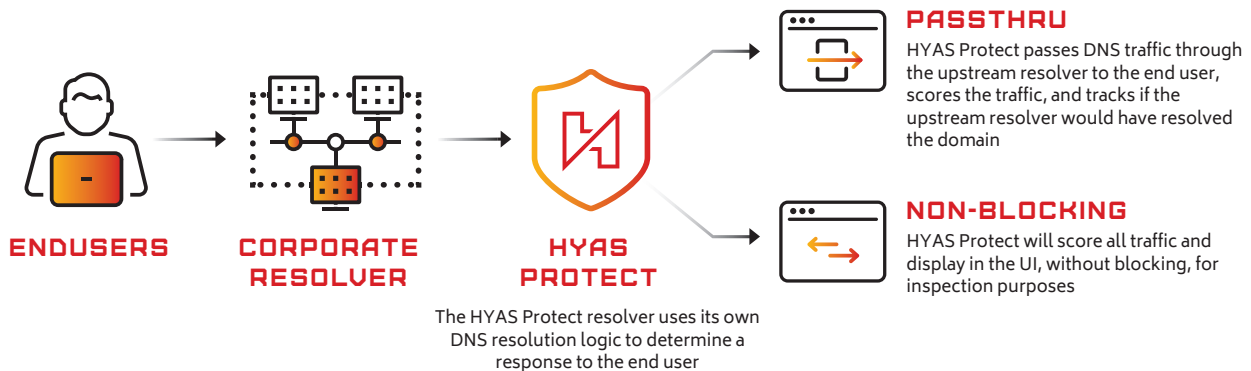 ENDUSERS
CORPORATE
RESOLVER
HYAS
PROTECT
The HYAS Protect resolver uses its own
DNS resolution logic to determine a
response to the end user
PASSTHRU
HYAS Protect passes DNS traffic through
the upstream resolver to the end user,
scores the traffic, and tracks if the
upstream resolver would have resolved
the domain
NON-BLOCKING
HYAS Protect will score all traffic and
display in the UI, without blocking, for
inspection purposes